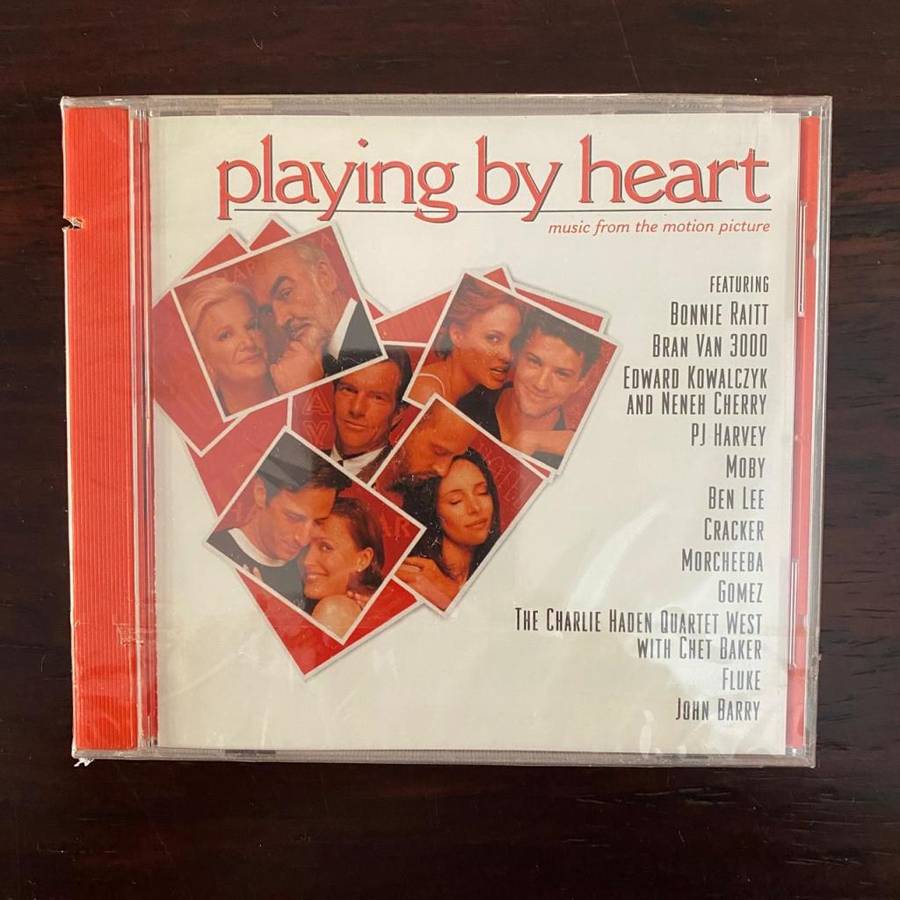 playing by heart
music from the motion picture
FEATURING
BONNIE RAITT
BRAN VAN 3000
EDWARD KOWALCZYK
AND NENEH CHERRY
PJ HARVEY
MOBY
BEN LEE
CRACKER
MORCHEEBA
GOMEZ
THE CHARLIE HADEN QUARTET WEST
WITH CHET BAKER
FLUKE
JOHN BARRY